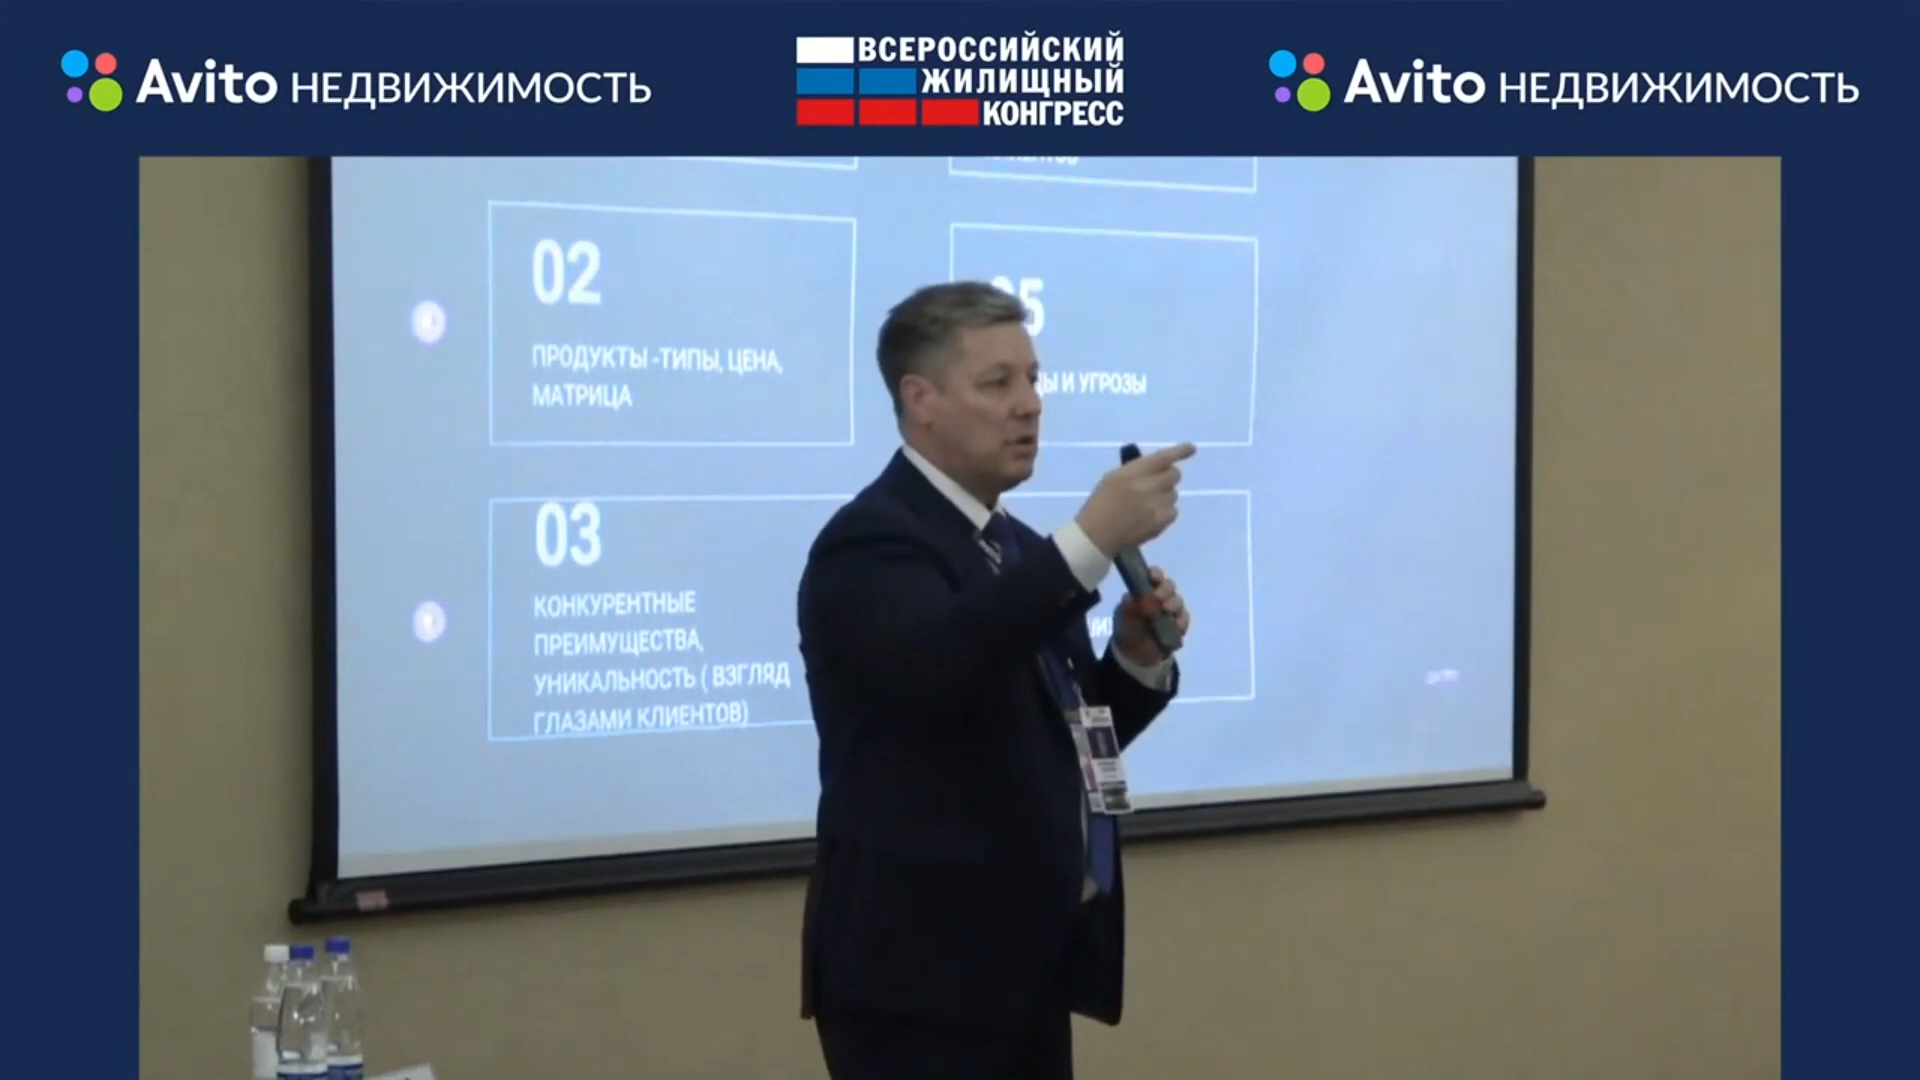 Avito НЕДВИЖИМОСТЬ
ВСЕРОССИЙСКИЙ
ЖИЛИЩНЫЙ
КОНГРЕСС
Avito НЕДВИЖИМОСТЬ
02
ПРОДУКТЫ -ТИПЫ, ЦЕНА,
МАТРИЦА
И УГРОЗЫ
03
КОНКУРЕНТНЫЕ
ПРЕИМУЩЕСТВА,
УНИКАЛЬНОСТЬ ( ВЗГЛЯД
ГЛАЗАМИ КЛИЕНТОВ)